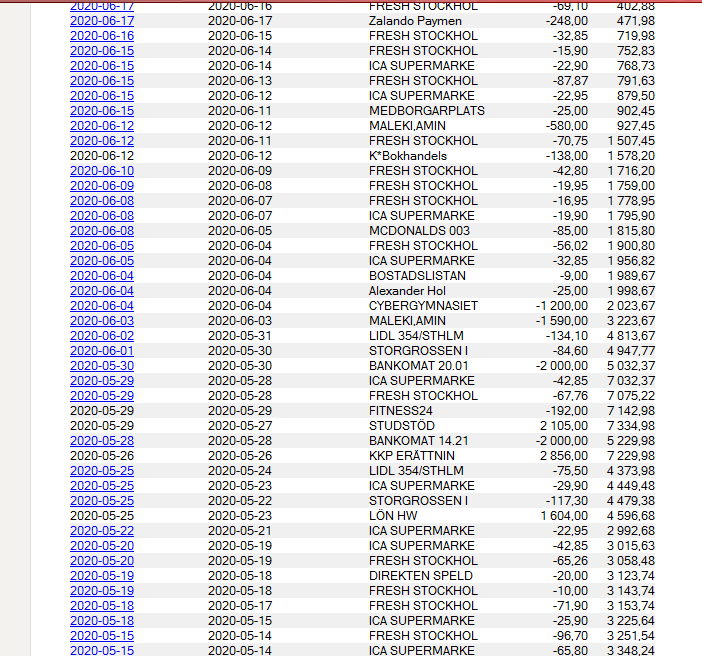 2020-06-17 2020-06-16 FRESH STOCKHOL -69,10 402,88
2020-06-17 2020-06-17 Zalando Paymen -248,00 471,98
2020-06-16 2020-06-15 FRESH STOCKHOL -32,85 719,98
2020-06-15 2020-06-14 FRESH STOCKHOL -15,90 752,83
2020-06-15 2020-06-14 ICA SUPERMARKE -22,90 768,73
2020-06-15 2020-06-13 FRESH STOCKHOL -87,87 791,63
2020-06-15 2020-06-12 ICA SUPERMARKE -22,95 879,50
2020-06-15 2020-06-11 MEDBORGARPLATS -25,00 902,45
2020-06-12 2020-06-12 MALEKI,AMIN -580,00 927,45
2020-06-12 2020-06-11 FRESH STOCKHOL -70,75 1 507,45
2020-06-12 2020-06-12 K*Bokhandels -138,00 1 578,20
2020-06-10 2020-06-09 FRESH STOCKHOL -42,80 1 716,20
2020-06-09 2020-06-08 FRESH STOCKHOL -19,95 1 759,00
2020-06-08 2020-06-07 FRESH STOCKHOL -16,95 1 778,95
2020-06-08 2020-06-07 ICA SUPERMARKE -19,90 1 795,90
2020-06-08 2020-06-05 MCDONALDS 003 -85,00 1 815,80
2020-06-05 2020-06-04 FRESH STOCKHOL -56,02 1 900,80
2020-06-05 2020-06-04 ICA SUPERMARKE -32,85 1 956,82
2020-06-04 2020-06-04 BOSTADSLISTAN -9,00 1 989,67
2020-06-04 2020-06-04 Alexander Hol -25,00 1 998,67
2020-06-04 2020-06-04 CYBERGYMNASIET -1 200,00 2 023,67
2020-06-03 2020-06-03 MALEKI,AMIN -1 590,00 3 223,67
2020-06-02 2020-05-31 LIDL 354/STHLM -134,10 4 813,67
2020-06-01 2020-05-30 STORGROSSEN I -84,60 4 947,77
2020-05-30 2020-05-30 BANKOMAT 20.01 -2 000,00 5 032,37
2020-05-29 2020-05-28 ICA SUPERMARKE -42,85 7 032,37
2020-05-29 2020-05-28 FRESH STOCKHOL -67,76 7 075,22
2020-05-29 2020-05-29 FITNESS24 -192,00 7 142,98
2020-05-29 2020-05-27 STUDSTÖD 2 105,00 7 334,98
2020-05-28 2020-05-28 BANKOMAT 14.21 -2 000,00 5 229,98
2020-05-26 2020-05-26 KKP ERÄTTNIN 2 856,00 7 229,98
2020-05-25 2020-05-24 LIDL 354/STHLM -75,50 4 373,98
2020-05-25 2020-05-23 ICA SUPERMARKE -29,90 4 449,48
2020-05-25 2020-05-22 STORGROSSEN I -117,30 4 479,38
2020-05-25 2020-05-23 LÖN HW 1 604,00 4 596,68
2020-05-22 2020-05-21 ICA SUPERMARKE -22,95 2 992,68
2020-05-20 2020-05-19 ICA SUPERMARKE -42,85 3 015,63
2020-05-20 2020-05-19 FRESH STOCKHOL -65,26 3 058,48
2020-05-19 2020-05-18 DIREKTEN SPELD -20,00 3 123,74
2020-05-19 2020-05-18 FRESH STOCKHOL -10,00 3 143,74
2020-05-18 2020-05-17 FRESH STOCKHOL -71,90 3 153,74
2020-05-18 2020-05-15 ICA SUPERMARKE -25,90 3 225,64
2020-05-15 2020-05-14 FRESH STOCKHOL -96,70 3 251,54
2020-05-15 2020-05-14 ICA SUPERMARKE -65,80 3 348,24